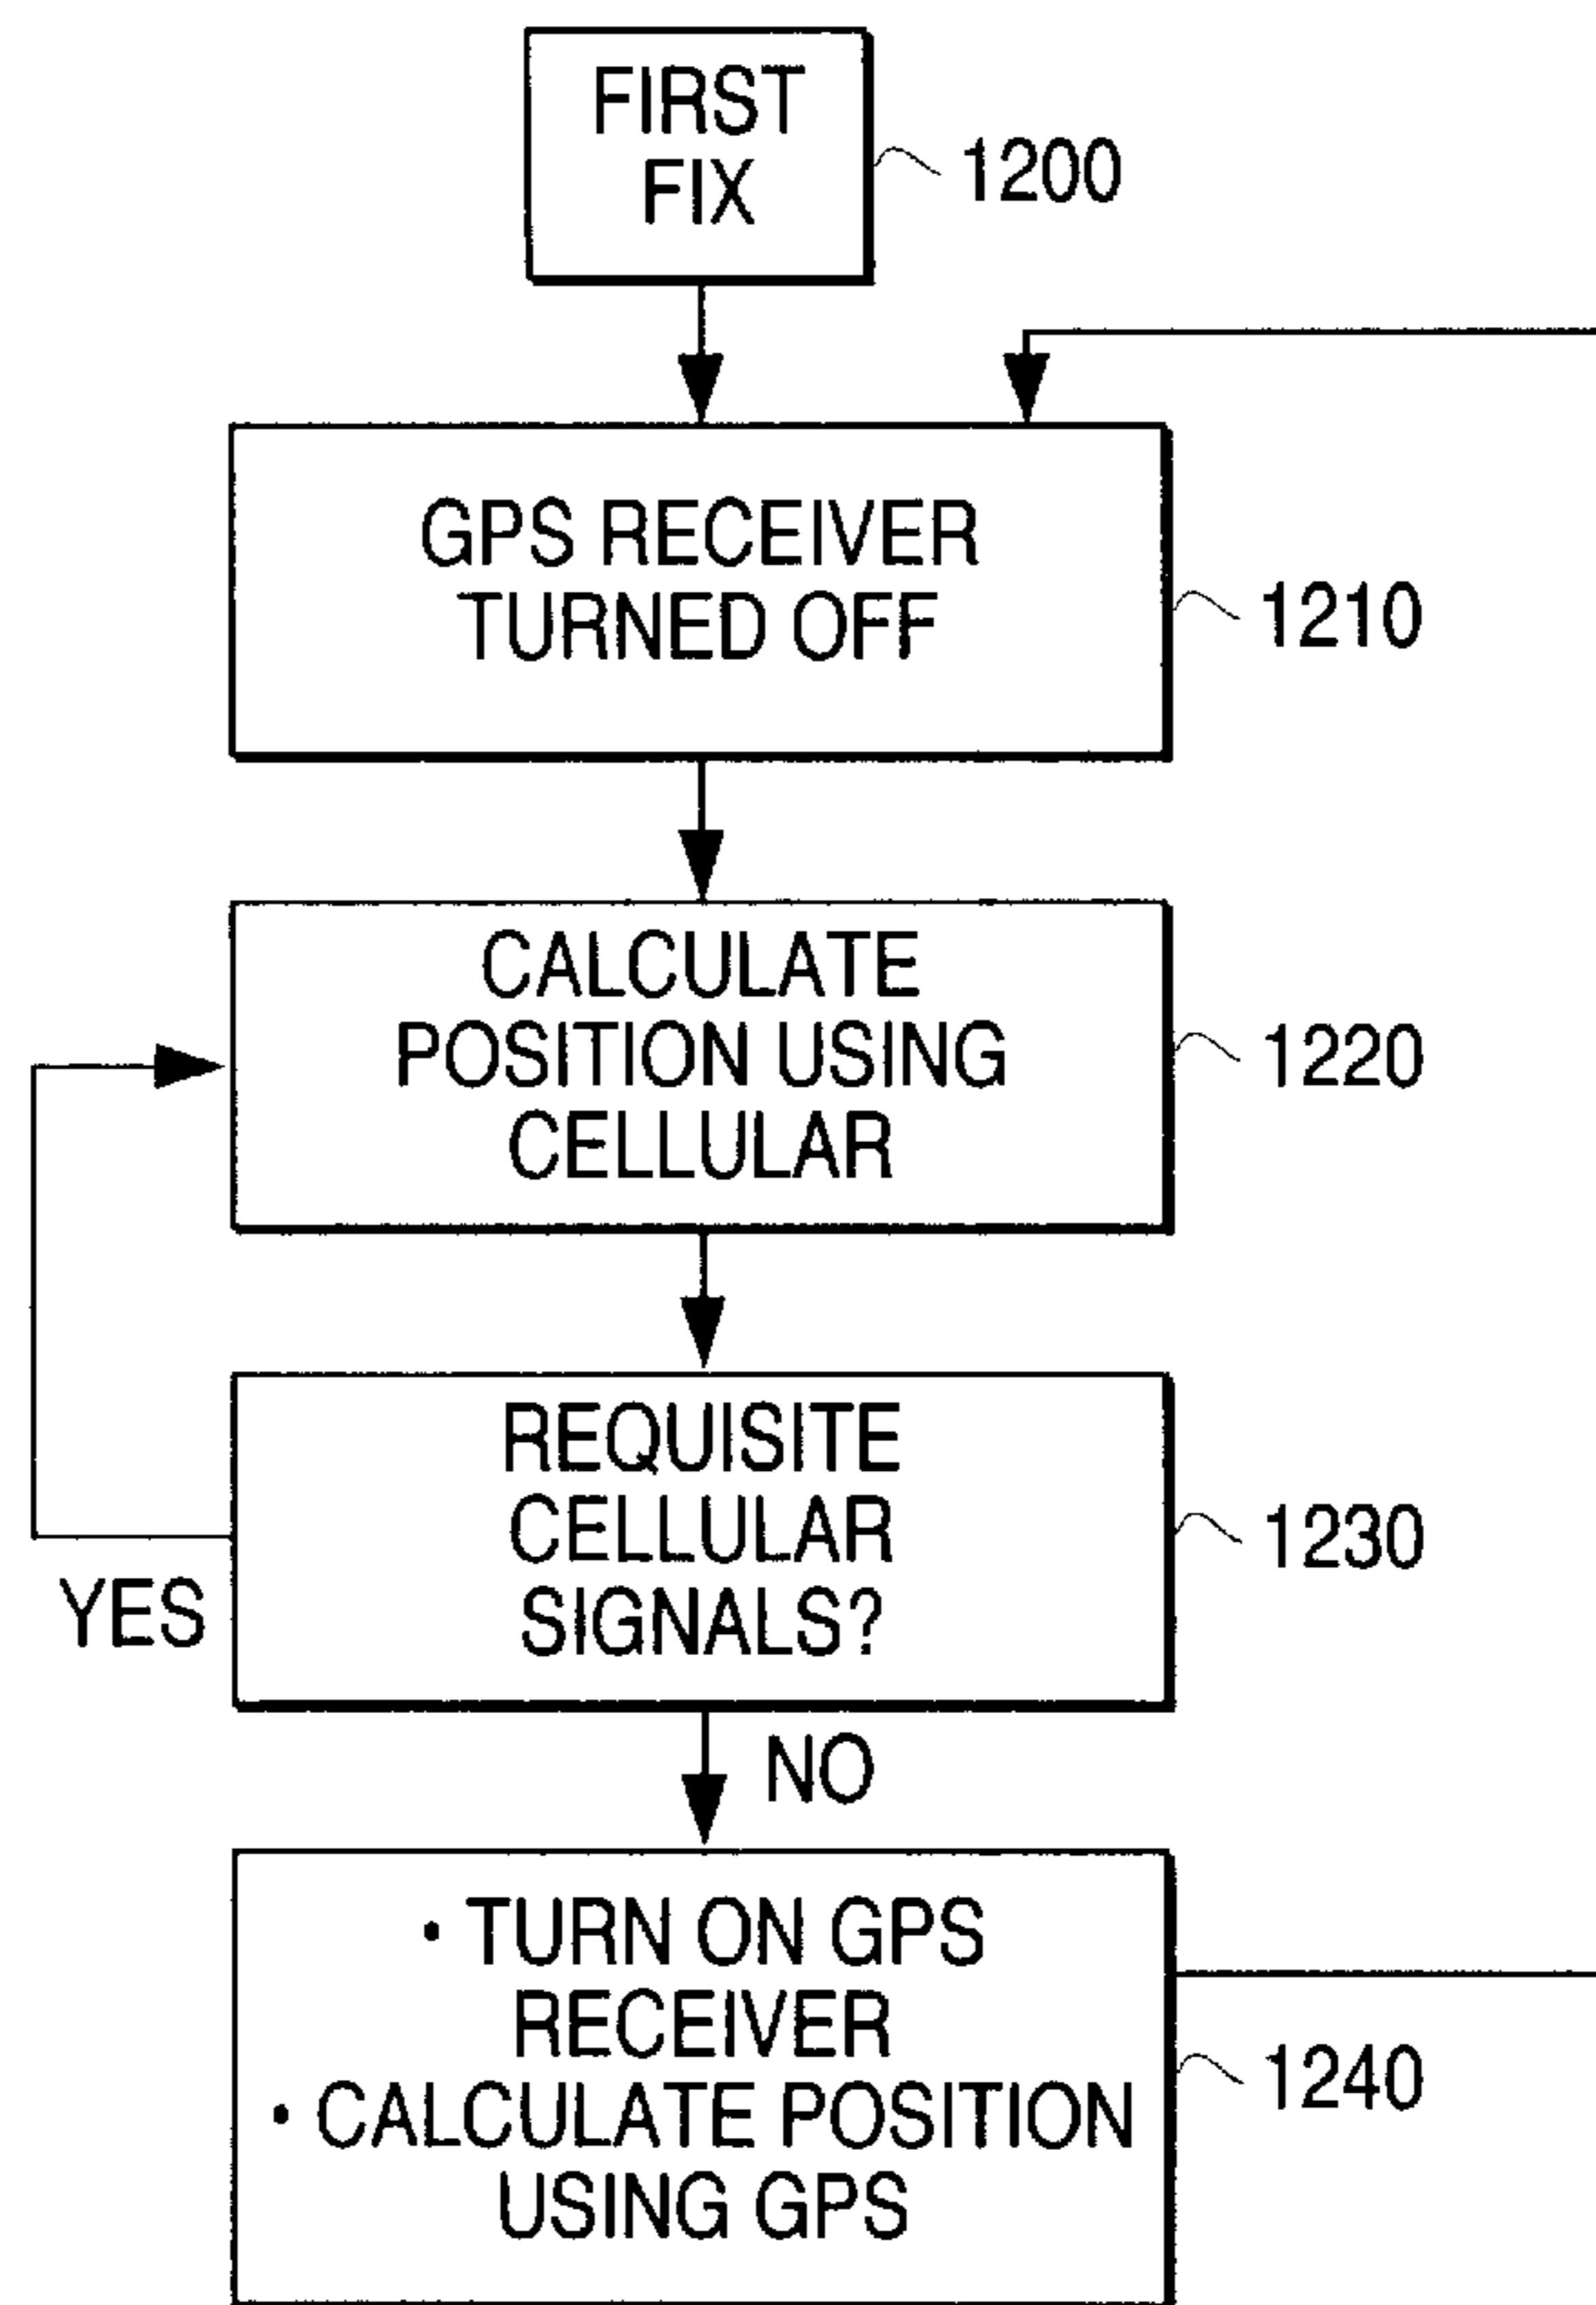 FIRST
FIX
1200
GPS RECEIVER
TURNED OFF
1210
CALCULATE
POSITION USING
CELLULAR
1220
REQUISITE
CELLULAR
SIGNALS?
1230
YES
NO
• TURN ON GPS
RECEIVER
• CALCULATE POSITION
USING GPS
1240